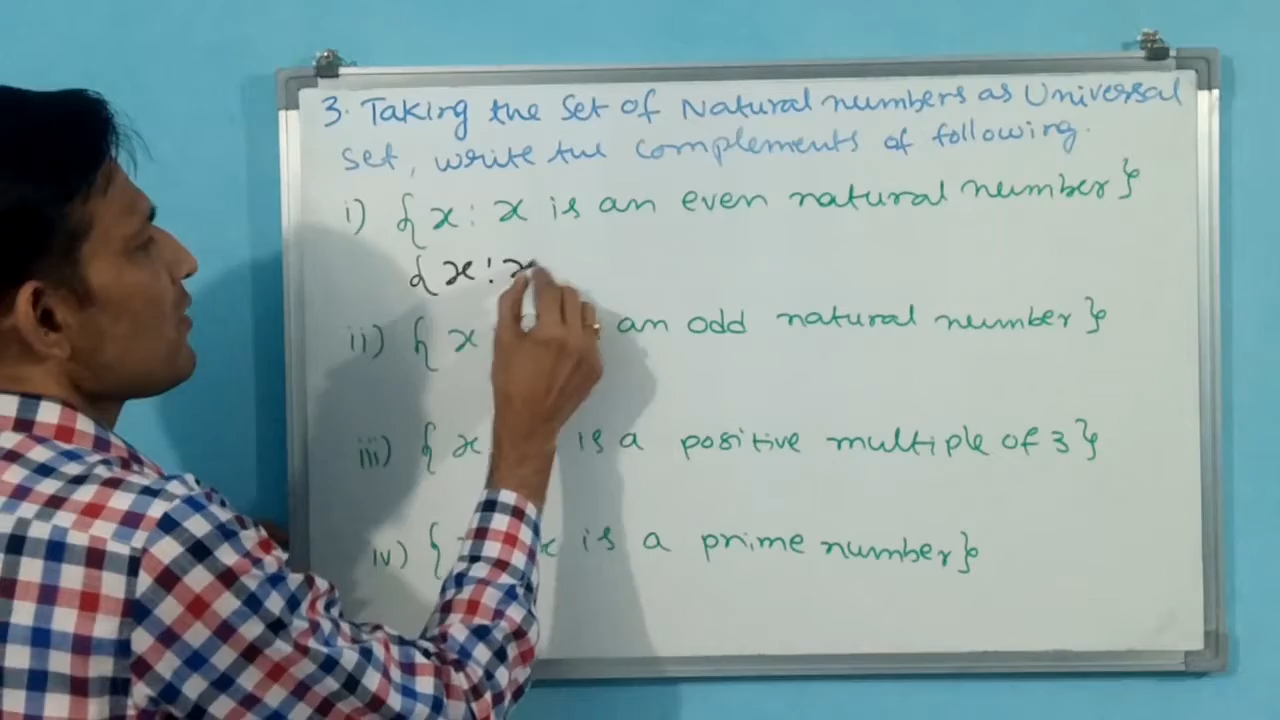 3. Taking the Set of Natural numbers as Universal
set, write the complements of following.
i) {x : x is an even natural number}
{x : x
ii) {x an odd natural number}
iii) {x is a positive multiple of 3}
iv) { x is a prime number}